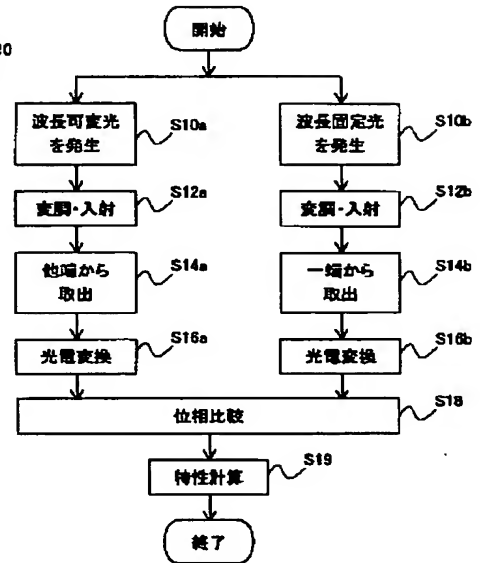 開始
波長可変光
を発生
S10a
波長固定光
を発生
S10b
変調・入射
S12a
変調・入射
S12b
他端から
取出
S14a
一端から
取出
S14b
光電変換
S16a
光電変換
S16b
位相比較
S18
特性計算
S19
終了